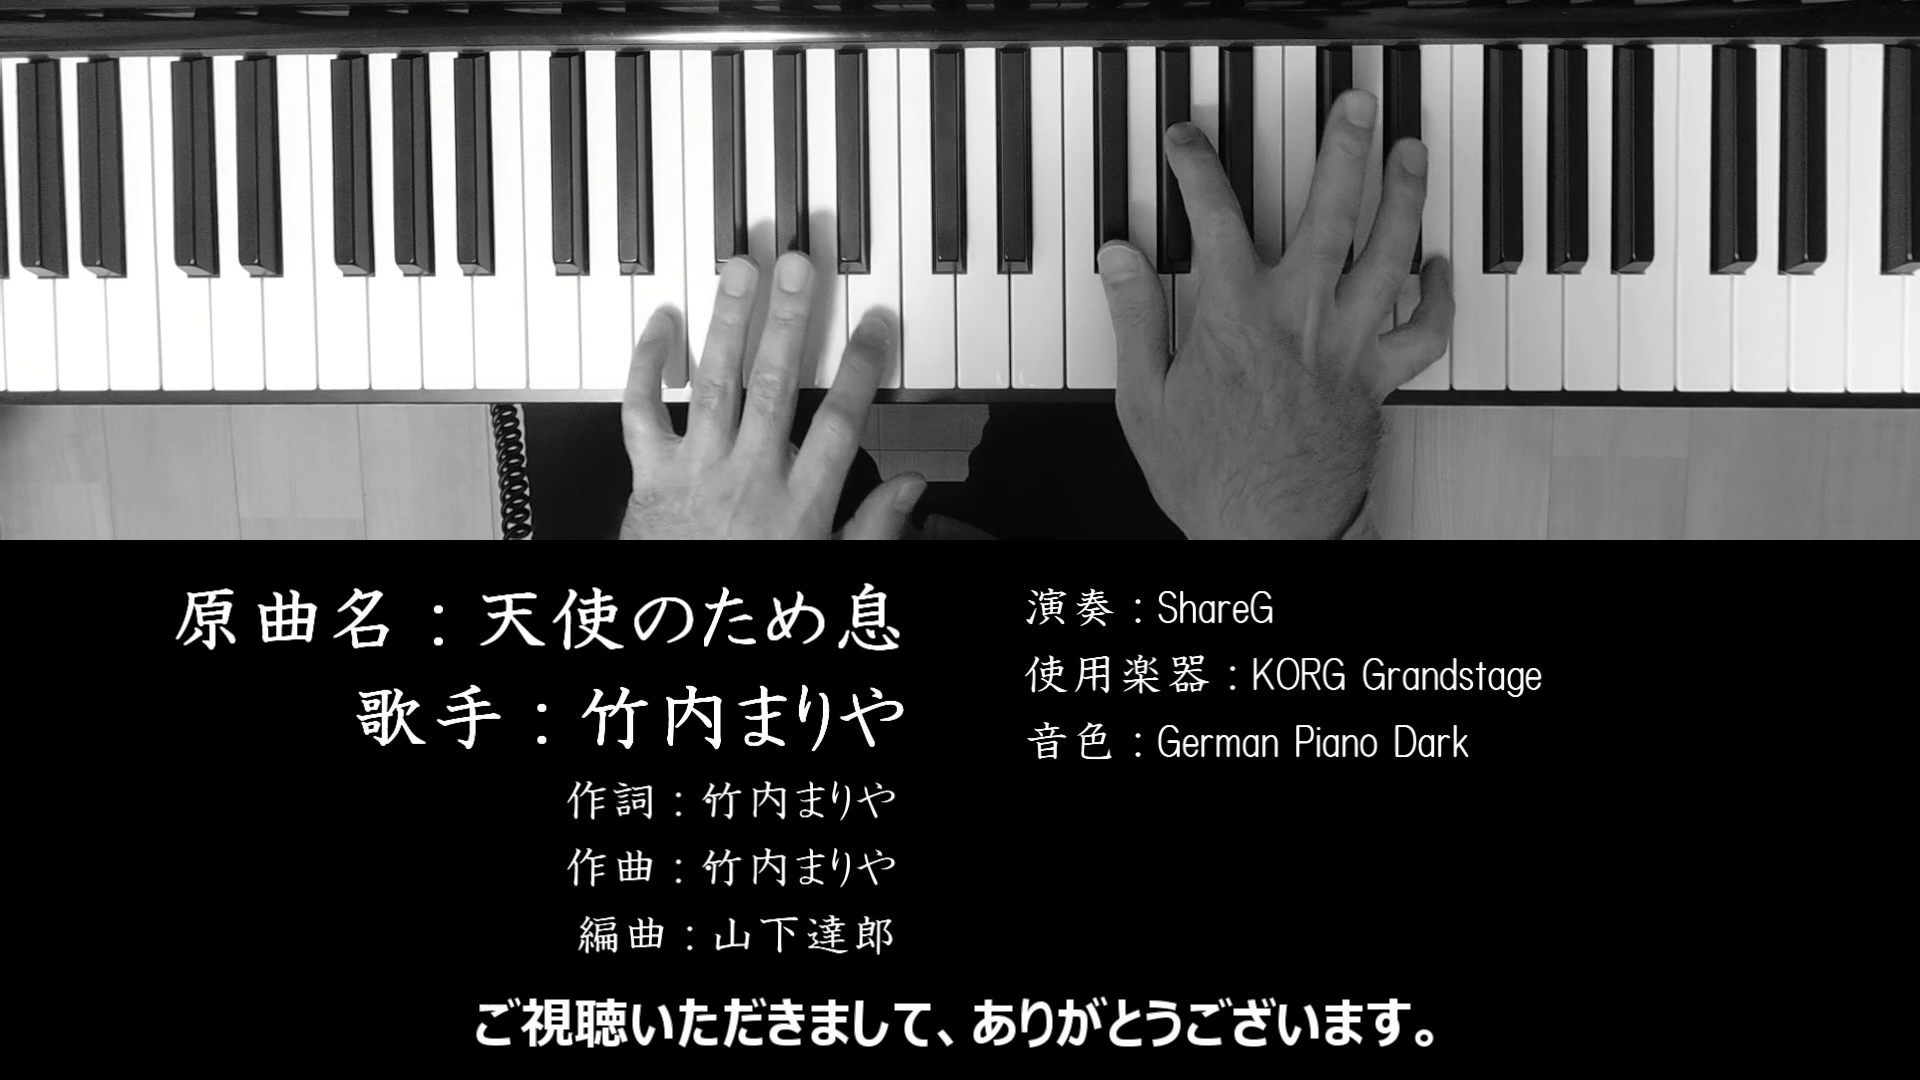 原曲名：天使のため息
歌手：竹内まりや
作詞：竹内まりや
作曲：竹内まりや
編曲：山下達郎
演奏：ShareG
使用楽器：KORG Grandstage
音色：German Piano Dark
ご視聴いただきまして、ありがとうございます。